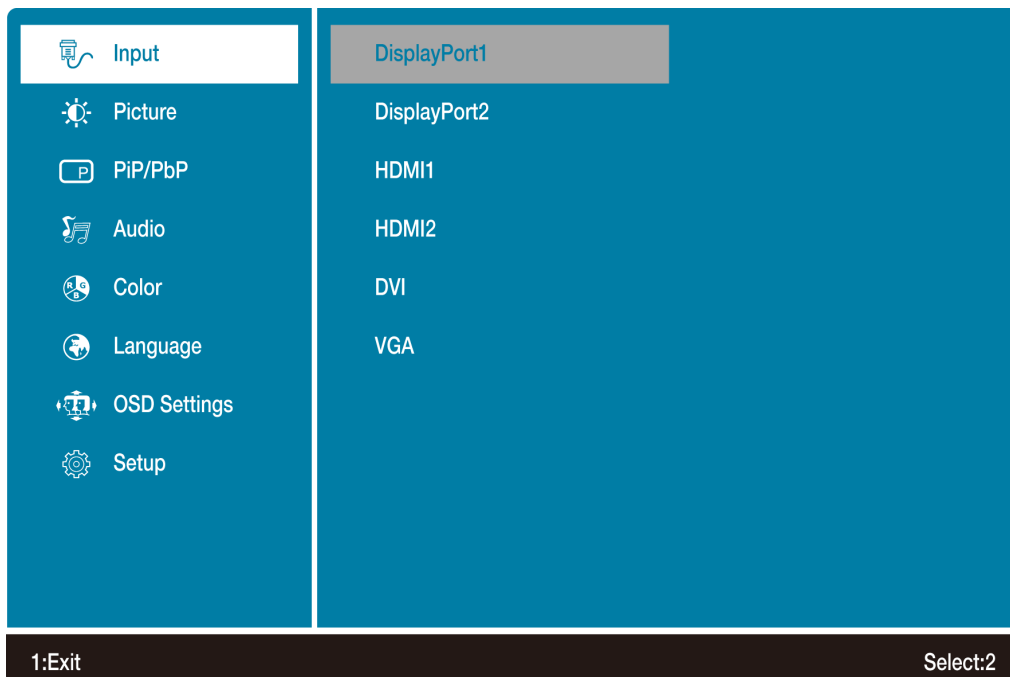 Input
Picture
PiP/PbP
Audio
Color
Language
OSD Settings
Setup
DisplayPort1
DisplayPort2
HDMI1
HDMI2
DVI
VGA
1:Exit
Select:2